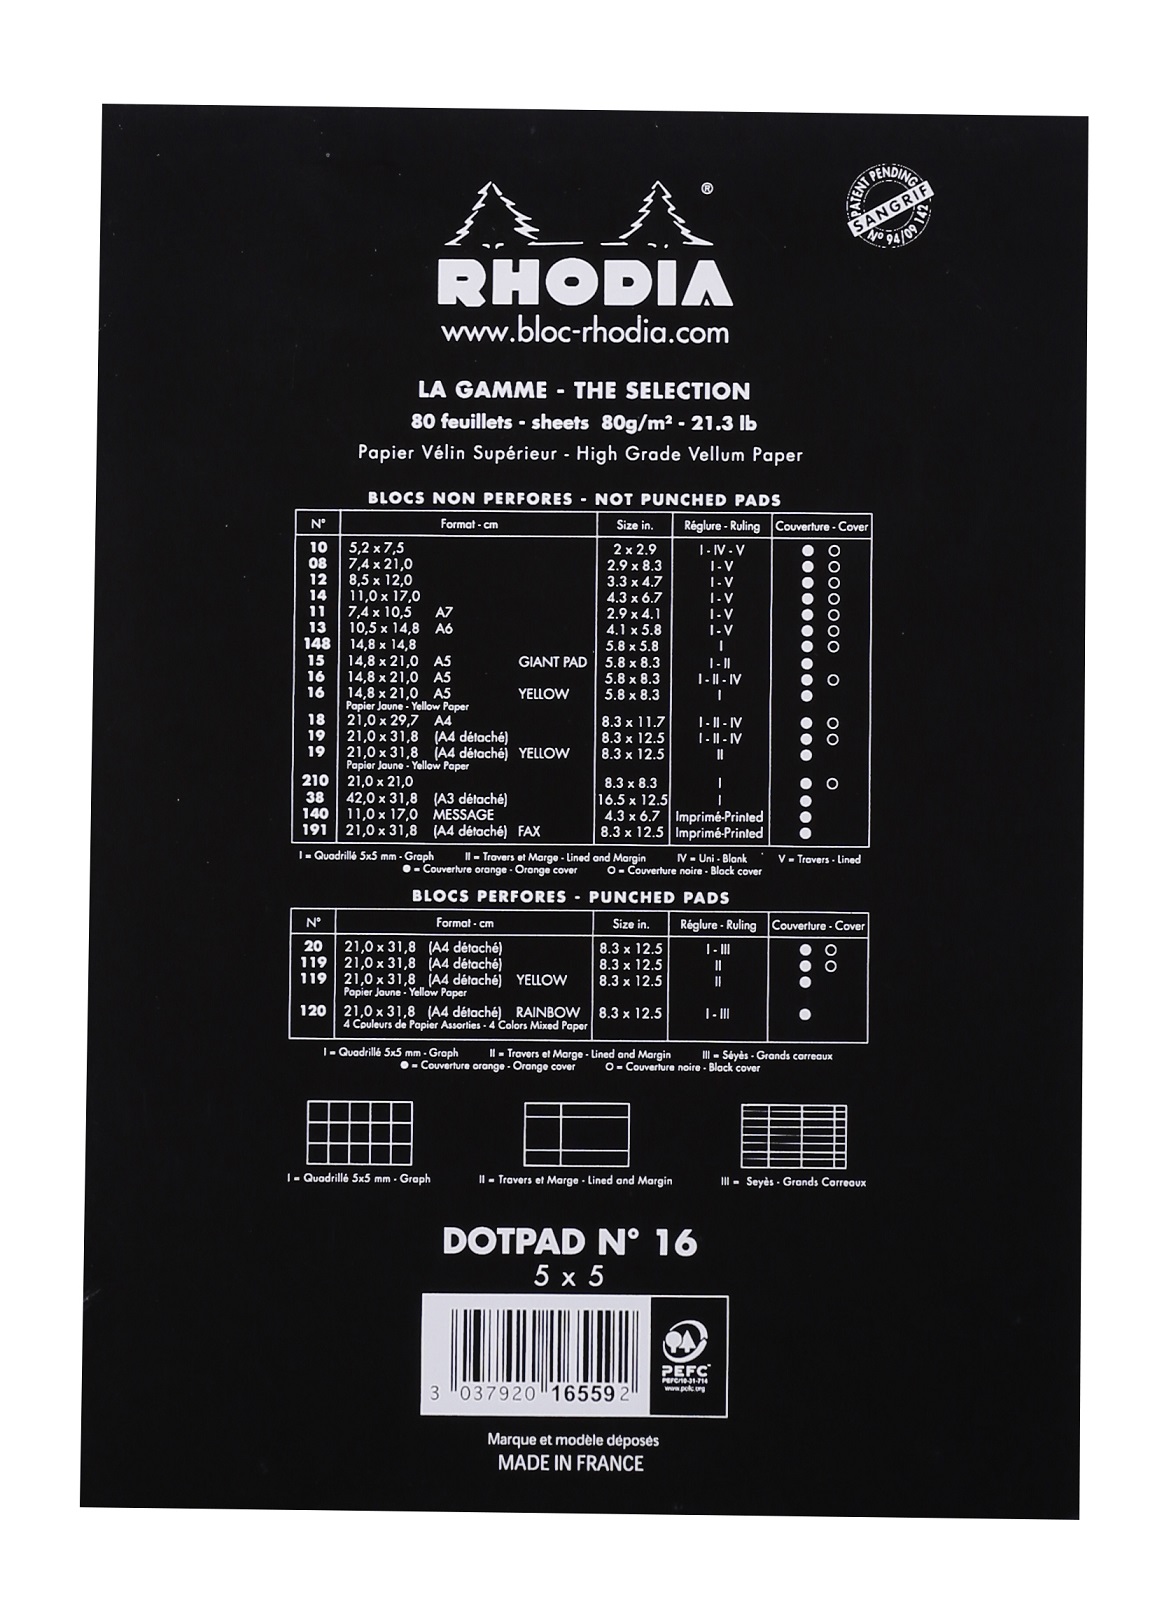 ®
PATENT PENDING
SANGRIF
N° 94/09 142
RHODIA
www.bloc-rhodia.com
LA GAMME - THE SELECTION
80 feuillets - sheets 80g/m² - 21.3 lb
Papier Vélin Supérieur - High Grade Vellum Paper
BLOCS NON PERFORES - NOT PUNCHED PADS
N° Format - cm Size in. Réglure - Ruling Couverture - Cover
10 5,2 x 7,5 2 x 2.9 I - IV - V ● O
08 7,4 x 21,0 2.9 x 8.3 I - V ● O
12 8,5 x 12,0 3.3 x 4.7 I - V ● O
14 11,0 x 17,0 4.3 x 6.7 I - V ● O
11 7,4 x 10,5 A7 2.9 x 4.1 I - V ● O
13 10,5 x 14,8 A6 4.1 x 5.8 I - V ● O
148 14,8 x 14,8 5.8 x 5.8 I ● O
15 14,8 x 21,0 A5 GIANT PAD 5.8 x 8.3 I - II ●
16 14,8 x 21,0 A5 5.8 x 8.3 I - II - IV ● O
16 14,8 x 21,0 A5 YELLOW 5.8 x 8.3 I ●
Papier Jaune - Yellow Paper
18 21,0 x 29,7 A4 8.3 x 11.7 I - II - IV ● O
19 21,0 x 31,8 (A4 détaché) 8.3 x 12.5 I - II - IV ● O
19 21,0 x 31,8 (A4 détaché) YELLOW 8.3 x 12.5 II ●
Papier Jaune - Yellow Paper
210 21,0 x 21,0 8.3 x 8.3 I ● O
38 42,0 x 31,8 (A3 détaché) 16.5 x 12.5 I ●
140 11,0 x 17,0 MESSAGE 4.3 x 6.7 Imprimé-Printed ●
191 21,0 x 31,8 (A4 détaché) FAX 8.3 x 12.5 Imprimé-Printed ●
I = Quadrillé 5x5 mm - Graph II = Travers et Marge - Lined and Margin IV = Uni - Blank V = Travers - Lined
● = Couverture orange - Orange cover O = Couverture noire - Black cover
BLOCS PERFORES - PUNCHED PADS
N° Format - cm Size in. Réglure - Ruling Couverture - Cover
20 21,0 x 31,8 (A4 détaché) 8.3 x 12.5 I - III ● O
119 21,0 x 31,8 (A4 détaché) 8.3 x 12.5 II ● O
119 21,0 x 31,8 (A4 détaché) YELLOW 8.3 x 12.5 II ●
Papier Jaune - Yellow Paper
120 21,0 x 31,8 (A4 détaché) RAINBOW 8.3 x 12.5 I - III ●
4 Couleurs de Papier Assorties - 4 Colors Mixed Paper
I = Quadrillé 5x5 mm - Graph II = Travers et Marge - Lined and Margin III = Séyès - Grands carreaux
● = Couverture orange - Orange cover O = Couverture noire - Black cover
I = Quadrillé 5x5 mm - Graph II = Travers et Marge - Lined and Margin III = Seyès - Grands Carreaux
DOTPAD N° 16
5 x 5
PEFC™
PEFC/10-31-714
www.pefc.org
3 037920 165592
Marque et modèle déposés
MADE IN FRANCE